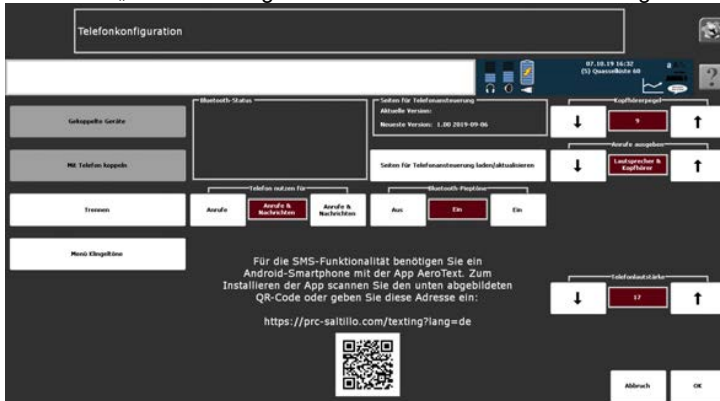 Telefonkonfiguration
07.10.19 16:32
(5) Quasselkiste 60
?
Gekoppelte Geräte
Mit Telefon koppeln
Trennen
Menü Klingeltöne
Bluetooth-Status
Seiten für Telefonansteuerung
Aktuelle Version:
Neueste Version: 1.00 2019-09-06
Seiten für Telefonansteuerung laden/aktualisieren
Kopfhörerpegel
↓ 9 ↑
Anrufe ausgeben
↓ Lautsprecher & Kopfhörer ↑
Telefon nutzen für
Anrufe
Anrufe & Nachrichten
Anrufe & Nachrichten
Bluetooth-Pieptöne
Aus
Ein
Ein
Für die SMS-Funktionalität benötigen Sie ein
Android-Smartphone mit der App AeroText. Zum
Installieren der App scannen Sie den unten abgebildeten
QR-Code oder geben Sie diese Adresse ein:
https://prc-saltillo.com/texting?lang=de
Telefonlautstärke
↓ 17 ↑
Abbruch
OK